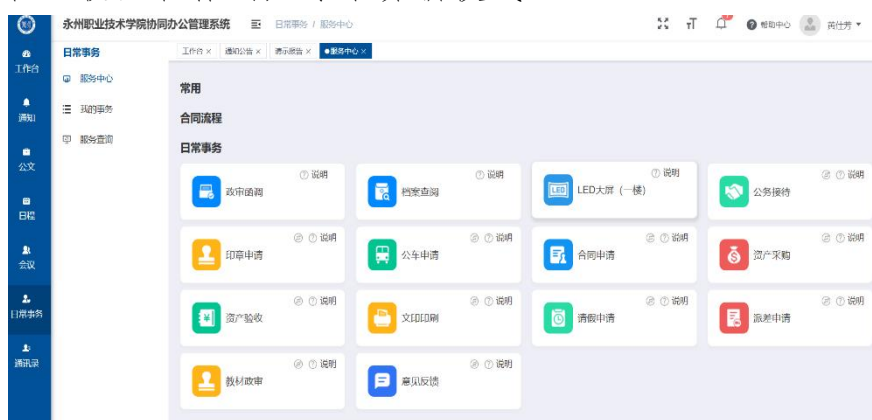 永州职业技术学院协同办公管理系统 日常事务 / 服务中心 帮助中心
工作台
通知
公文
日程
会议
日常事务
通讯录
日常事务
服务中心
我的事务
服务查询
工作台 × 通知公告 × 请示报告 × ●服务中心 ×
常用
合同流程
日常事务
政审函调 说明
档案查阅 说明
LED大屏（一楼） 说明
公务接待 说明
印章申请 说明
公车申请 说明
合同申请 说明
资产采购 说明
资产验收 说明
文印印刷 说明
请假申请 说明
派差申请 说明
教材政审 说明
意见反馈 说明